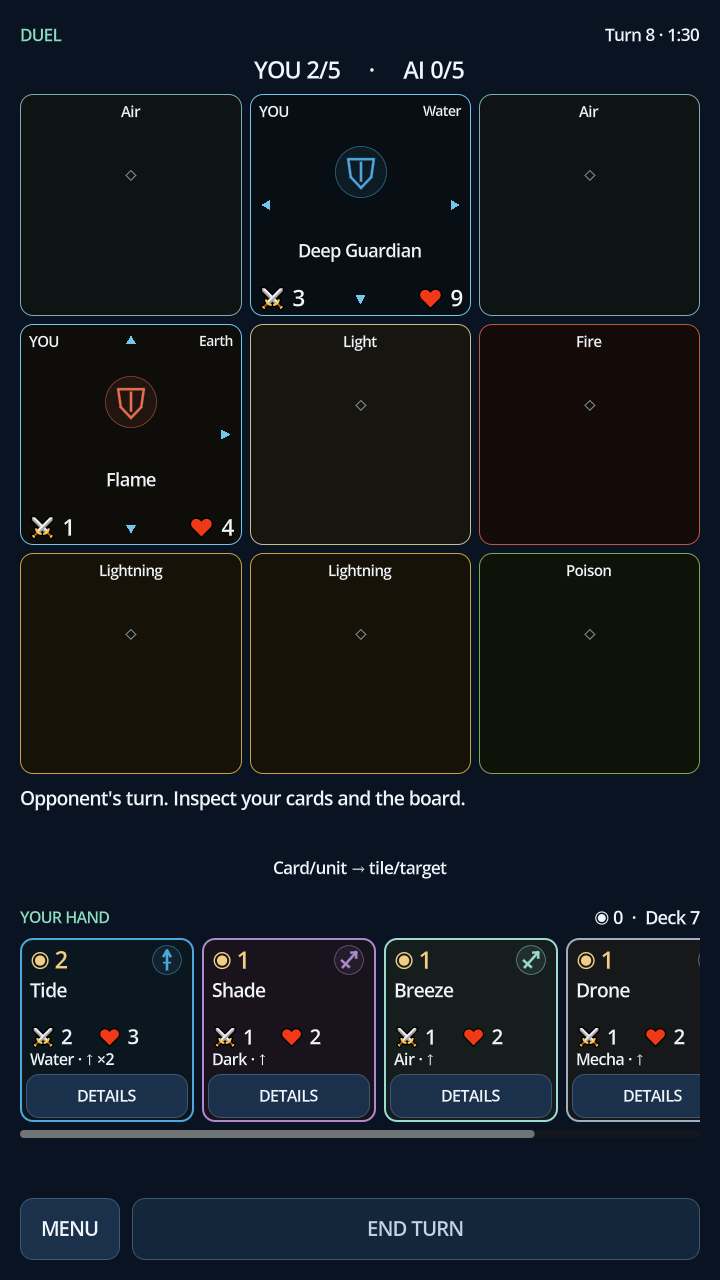 DUEL
Turn 8 · 1:30
YOU 2/5 · AI 0/5
Air
YOU
Water
Air
Deep Guardian
3
9
YOU
Earth
Light
Fire
Flame
1
4
Lightning
Lightning
Poison
Opponent's turn. Inspect your cards and the board.
Card/unit → tile/target
YOUR HAND
0 · Deck 7
2
Tide
2 3
Water · ↑ ×2
DETAILS
1
Shade
1 2
Dark · ↑
DETAILS
1
Breeze
1 2
Air · ↑
DETAILS
1
Drone
1 2
Mecha · ↑
DETAILS
MENU
END TURN